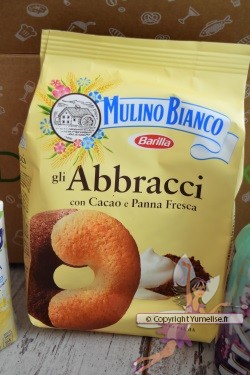 MULINO BIANCO
Barilla
gli Abbracci
con Cacao e Panna Fresca
© Copyright Yumelise.fr